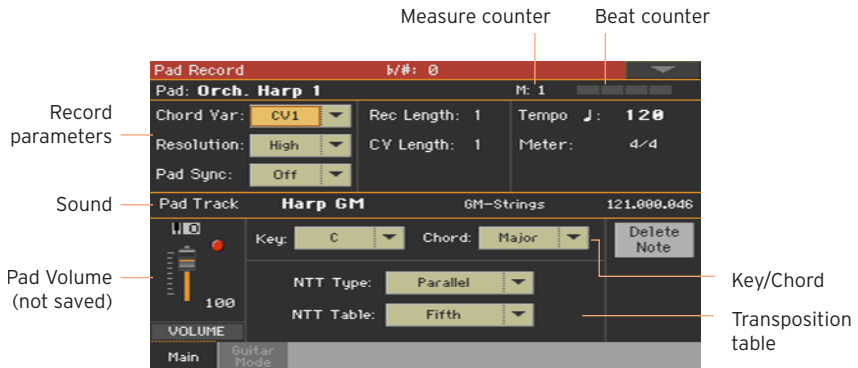 Measure counter Beat counter
Pad Record ♭/#: 0
Pad: Orch. Harp 1 M: 1
Record parameters
Chord Var: CV1 Rec Length: 1 Tempo ♩: 120
Resolution: High CV Length: 1 Meter: 4/4
Pad Sync: Off
Sound
Pad Track Harp GM GM-Strings 121.000.046
Key: C Chord: Major Delete Note
Pad Volume (not saved)
100
NTT Type: Parallel
NTT Table: Fifth
Key/Chord
Transposition table
VOLUME
Main Guitar Mode